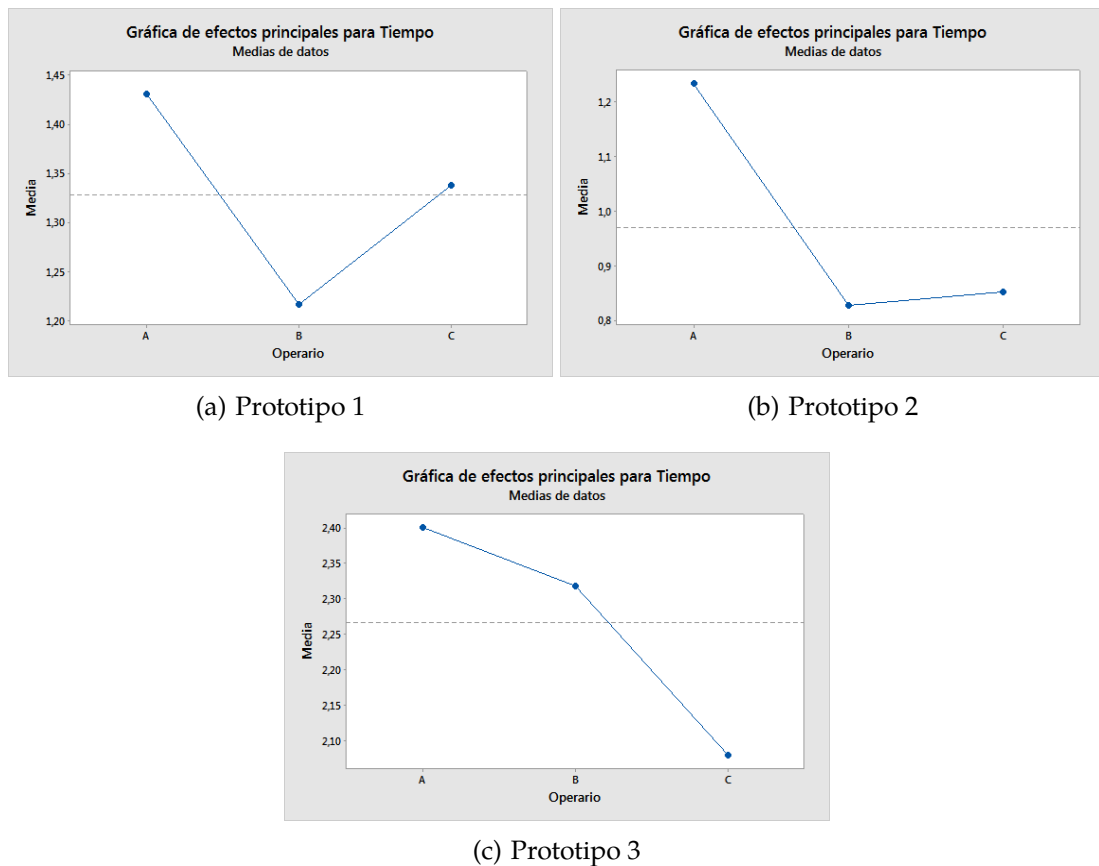 Gráfica de efectos principales para Tiempo
Medias de datos
1,45
1,40
1,35
1,30
1,25
1,20
Media
A B C
Operario
(a) Prototipo 1
Gráfica de efectos principales para Tiempo
Medias de datos
1,2
1,1
1,0
0,9
0,8
Media
A B C
Operario
(b) Prototipo 2
Gráfica de efectos principales para Tiempo
Medias de datos
2,40
2,35
2,30
2,25
2,20
2,15
2,10
Media
A B C
Operario
(c) Prototipo 3